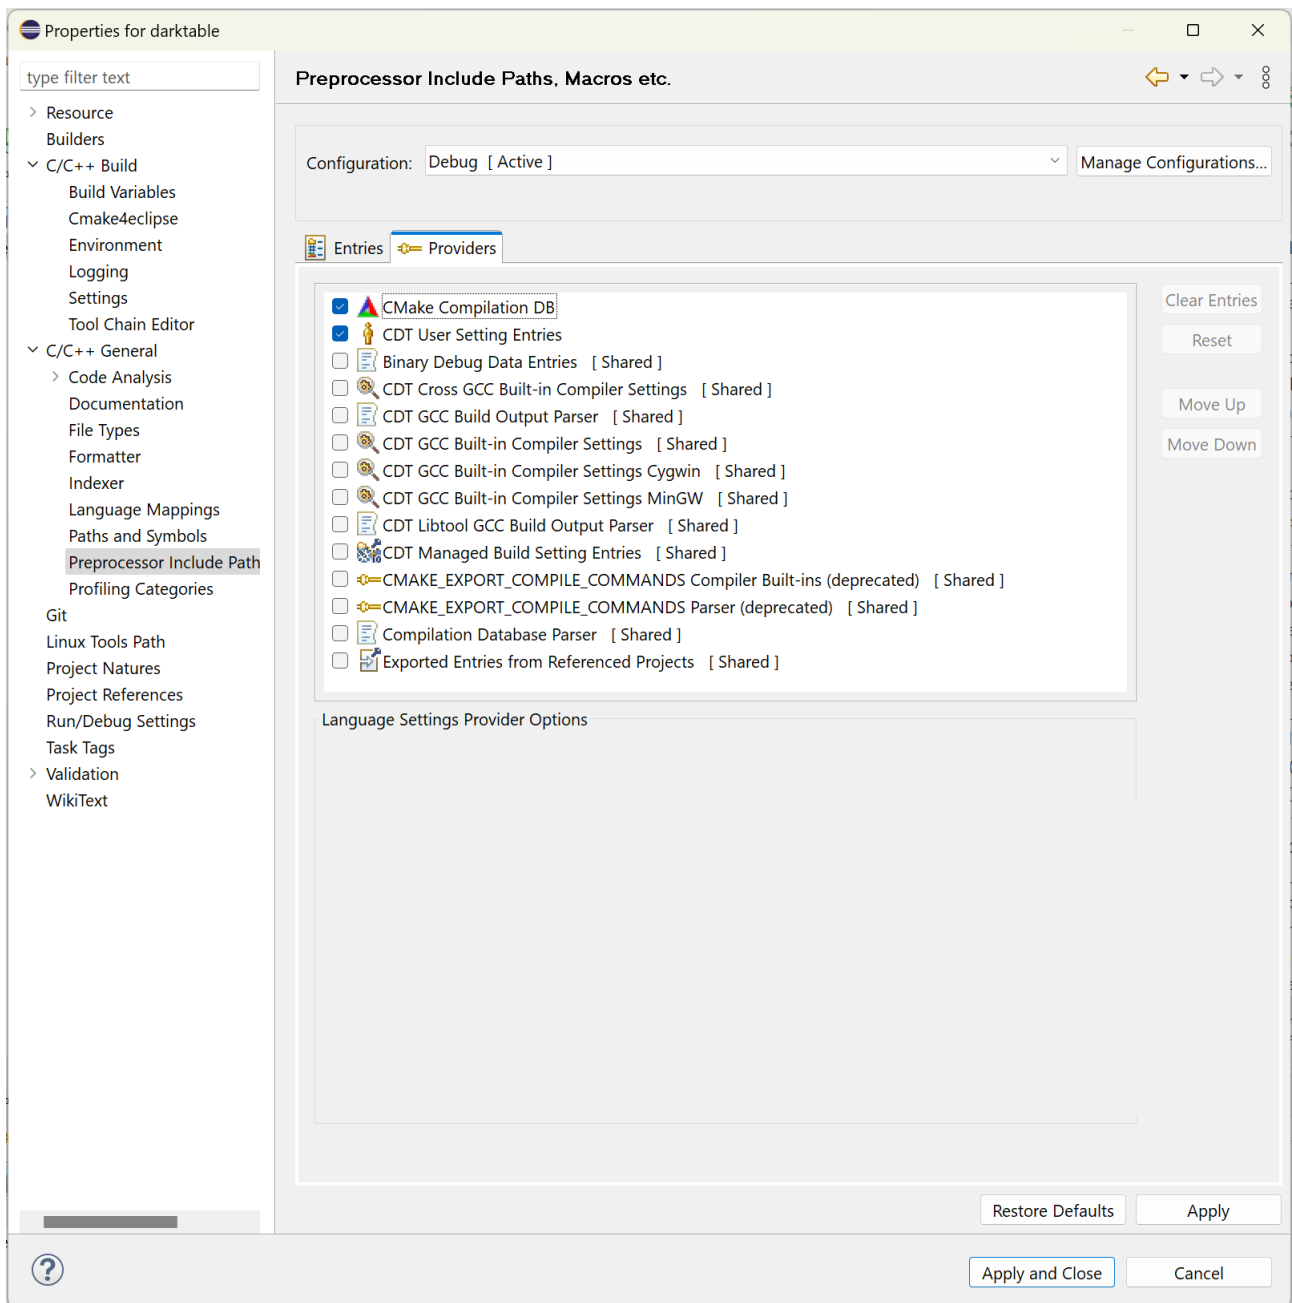 Properties for darktable
type filter text
Preprocessor Include Paths, Macros etc.
Resource
Builders
C/C++ Build
Build Variables
Cmake4eclipse
Environment
Logging
Settings
Tool Chain Editor
C/C++ General
Code Analysis
Documentation
File Types
Formatter
Indexer
Language Mappings
Paths and Symbols
Preprocessor Include Path
Profiling Categories
Git
Linux Tools Path
Project Natures
Project References
Run/Debug Settings
Task Tags
Validation
WikiText
Configuration: Debug [ Active ] Manage Configurations...
Entries Providers
CMake Compilation DB
CDT User Setting Entries
Binary Debug Data Entries [ Shared ]
CDT Cross GCC Built-in Compiler Settings [ Shared ]
CDT GCC Build Output Parser [ Shared ]
CDT GCC Built-in Compiler Settings [ Shared ]
CDT GCC Built-in Compiler Settings Cygwin [ Shared ]
CDT GCC Built-in Compiler Settings MinGW [ Shared ]
CDT Libtool GCC Build Output Parser [ Shared ]
CDT Managed Build Setting Entries [ Shared ]
CMAKE_EXPORT_COMPILE_COMMANDS Compiler Built-ins (deprecated) [ Shared ]
CMAKE_EXPORT_COMPILE_COMMANDS Parser (deprecated) [ Shared ]
Compilation Database Parser [ Shared ]
Exported Entries from Referenced Projects [ Shared ]
Clear Entries
Reset
Move Up
Move Down
Language Settings Provider Options
Restore Defaults Apply
? Apply and Close Cancel